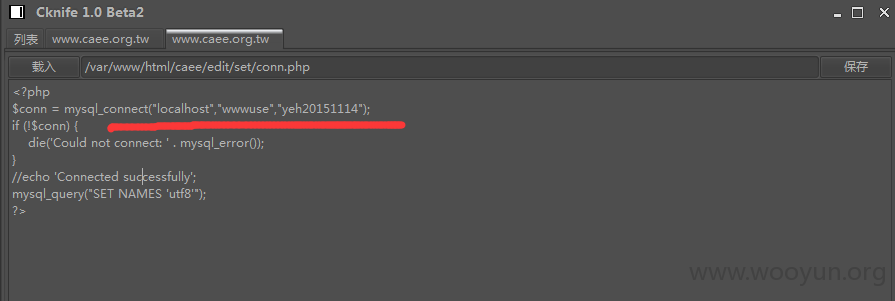 Cknife 1.0 Beta2
列表 www.caee.org.tw www.caee.org.tw
载入 /var/www/html/caee/edit/set/conn.php 保存
<?php
$conn = mysql_connect("localhost","wwwuse","yeh20151114");
if (!$conn) {
die('Could not connect: ' . mysql_error());
}
//echo 'Connected successfully';
mysql_query("SET NAMES 'utf8'");
?>
www.wooyun.org